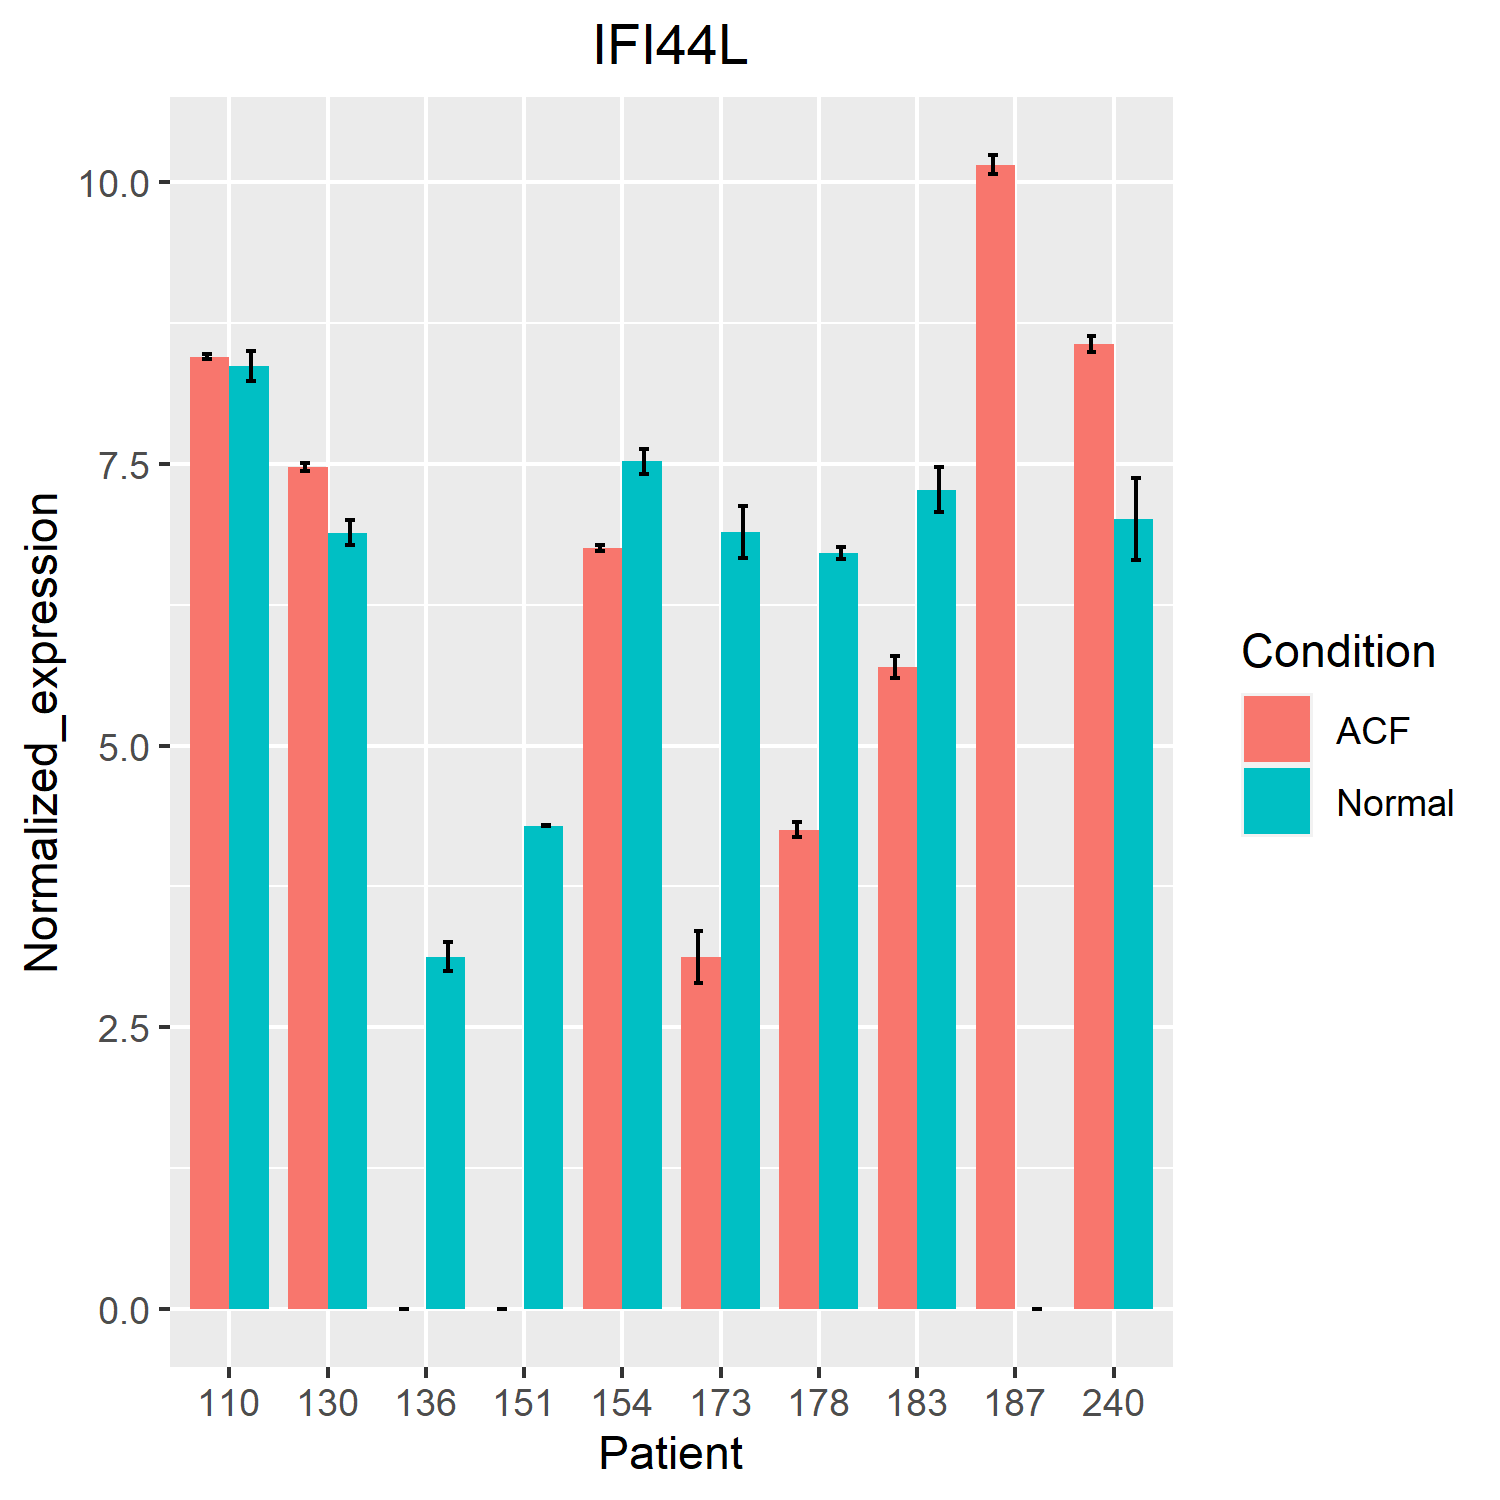 IFI44L
Normalized_expression
10.0
7.5
5.0
2.5
0.0
110 130 136 151 154 173 178 183 187 240
Patient
Condition
ACF
Normal